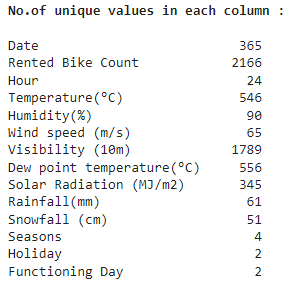 No.of unique values in each column :
Date 365
Rented Bike Count 2166
Hour 24
Temperature(°C) 546
Humidity(%) 90
Wind speed (m/s) 65
Visibility (10m) 1789
Dew point temperature(°C) 556
Solar Radiation (MJ/m2) 345
Rainfall(mm) 61
Snowfall (cm) 51
Seasons 4
Holiday 2
Functioning Day 2